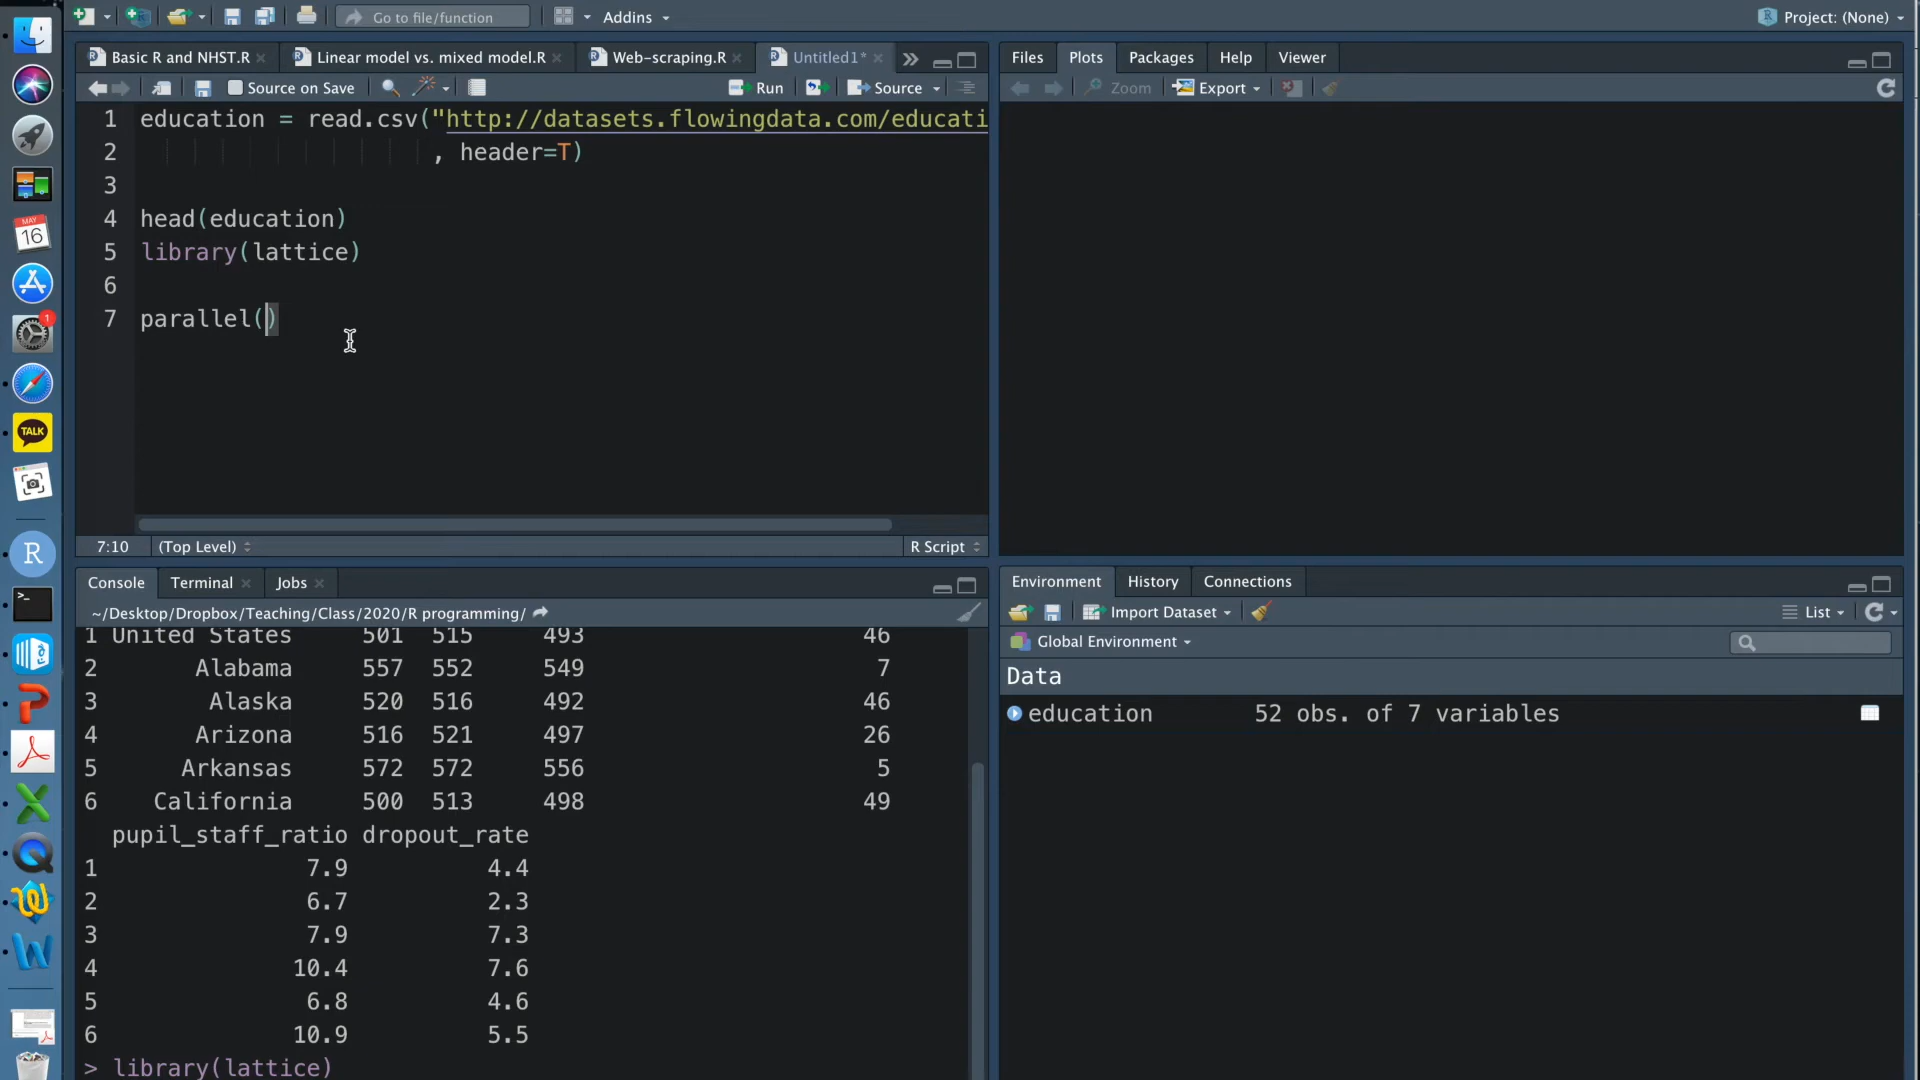 Go to file/function
Addins
Project: (None)
Basic R and NHST.R
Linear model vs. mixed model.R
Web-scraping.R
Untitled1*
Source on Save
Run
Source
1 education = read.csv("http://datasets.flowingdata.com/educati
2 , header=T)
3
4 head(education)
5 library(lattice)
6
7 parallel()
7:10
(Top Level)
R Script
Files
Plots
Packages
Help
Viewer
Zoom
Export
Console
Terminal
Jobs
~/Desktop/Dropbox/Teaching/Class/2020/R programming/
1 United States 501 515 493 46
2 Alabama 557 552 549 7
3 Alaska 520 516 492 46
4 Arizona 516 521 497 26
5 Arkansas 572 572 556 5
6 California 500 513 498 49
pupil_staff_ratio dropout_rate
1 7.9 4.4
2 6.7 2.3
3 7.9 7.3
4 10.4 7.6
5 6.8 4.6
6 10.9 5.5
> library(lattice)
Environment
History
Connections
Import Dataset
List
Global Environment
Data
education 52 obs. of 7 variables
MAY
16
1
TALK
R